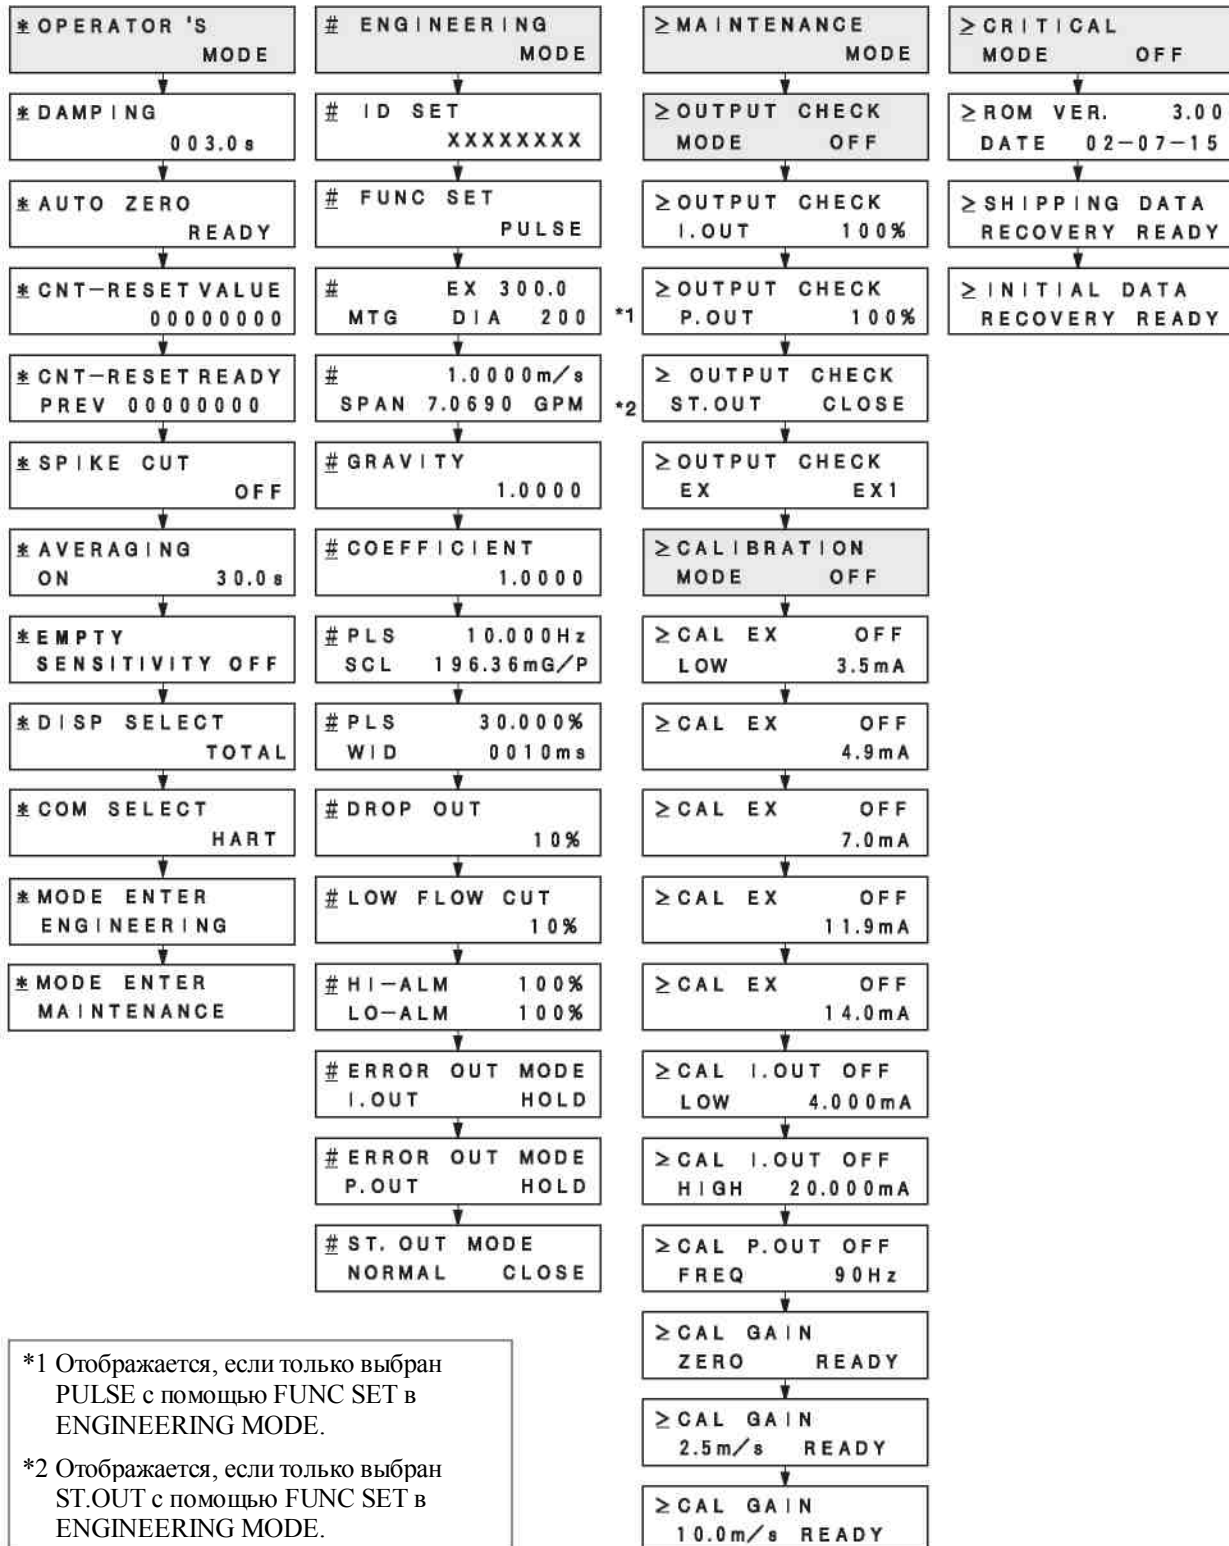 * OPERATOR'S
MODE
* DAMPING
003.0s
* AUTO ZERO
READY
* CNT-RESET VALUE
00000000
* CNT-RESET READY
PREV 00000000
* SPIKE CUT
OFF
* AVERAGING
ON 30.0s
* EMPTY
SENSITIVITY OFF
* DISP SELECT
TOTAL
* COM SELECT
HART
* MODE ENTER
ENGINEERING
* MODE ENTER
MAINTENANCE
# ENGINEERING
MODE
# ID SET
XXXXXXXX
# FUNC SET
PULSE
# EX 300.0
MTG DIA 200
# 1.0000m/s
SPAN 7.0690 GPM
# GRAVITY
1.0000
# COEFFICIENT
1.0000
# PLS 10.000Hz
SCL 196.36mG/P
# PLS 30.000%
WID 0010ms
# DROP OUT
10%
# LOW FLOW CUT
10%
# HI-ALM 100%
LO-ALM 100%
# ERROR OUT MODE
I.OUT HOLD
# ERROR OUT MODE
P.OUT HOLD
# ST. OUT MODE
NORMAL CLOSE
≥ MAINTENANCE
MODE
≥ OUTPUT CHECK
MODE OFF
≥ OUTPUT CHECK
I.OUT 100%
*1
≥ OUTPUT CHECK
P.OUT 100%
*2
≥ OUTPUT CHECK
ST.OUT CLOSE
≥ OUTPUT CHECK
EX EX1
≥ CALIBRATION
MODE OFF
≥ CAL EX OFF
LOW 3.5mA
≥ CAL EX OFF
4.9mA
≥ CAL EX OFF
7.0mA
≥ CAL EX OFF
11.9mA
≥ CAL EX OFF
14.0mA
≥ CAL I.OUT OFF
LOW 4.000mA
≥ CAL I.OUT OFF
HIGH 20.000mA
≥ CAL P.OUT OFF
FREQ 90Hz
≥ CAL GAIN
ZERO READY
≥ CAL GAIN
2.5m/s READY
≥ CAL GAIN
10.0m/s READY
≥ CRITICAL
MODE OFF
≥ ROM VER. 3.00
DATE 02-07-15
≥ SHIPPING DATA
RECOVERY READY
≥ INITIAL DATA
RECOVERY READY
*1 Отображается, если только выбран
PULSE с помощью FUNC SET в
ENGINEERING MODE.
*2 Отображается, если только выбран
ST.OUT с помощью FUNC SET в
ENGINEERING MODE.